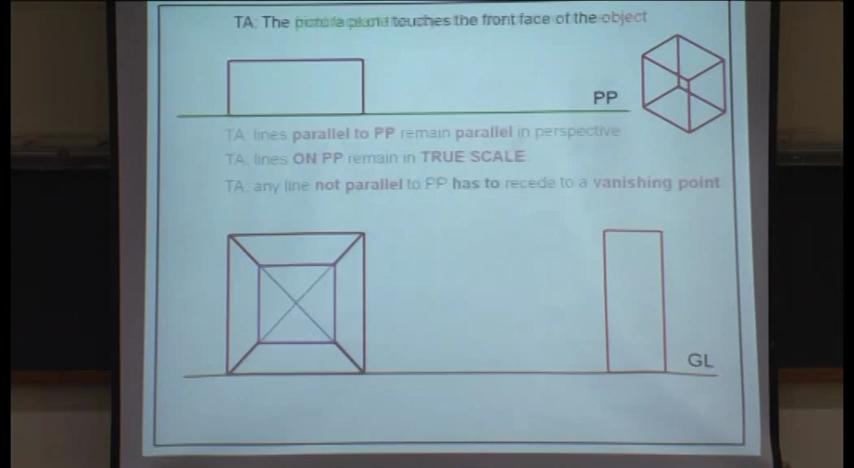 TA: The picture plane touches the front face of the object
PP
TA: lines parallel to PP remain parallel in perspective
TA: lines ON PP remain in TRUE SCALE
TA: any line not parallel to PP has to recede to a vanishing point
GL